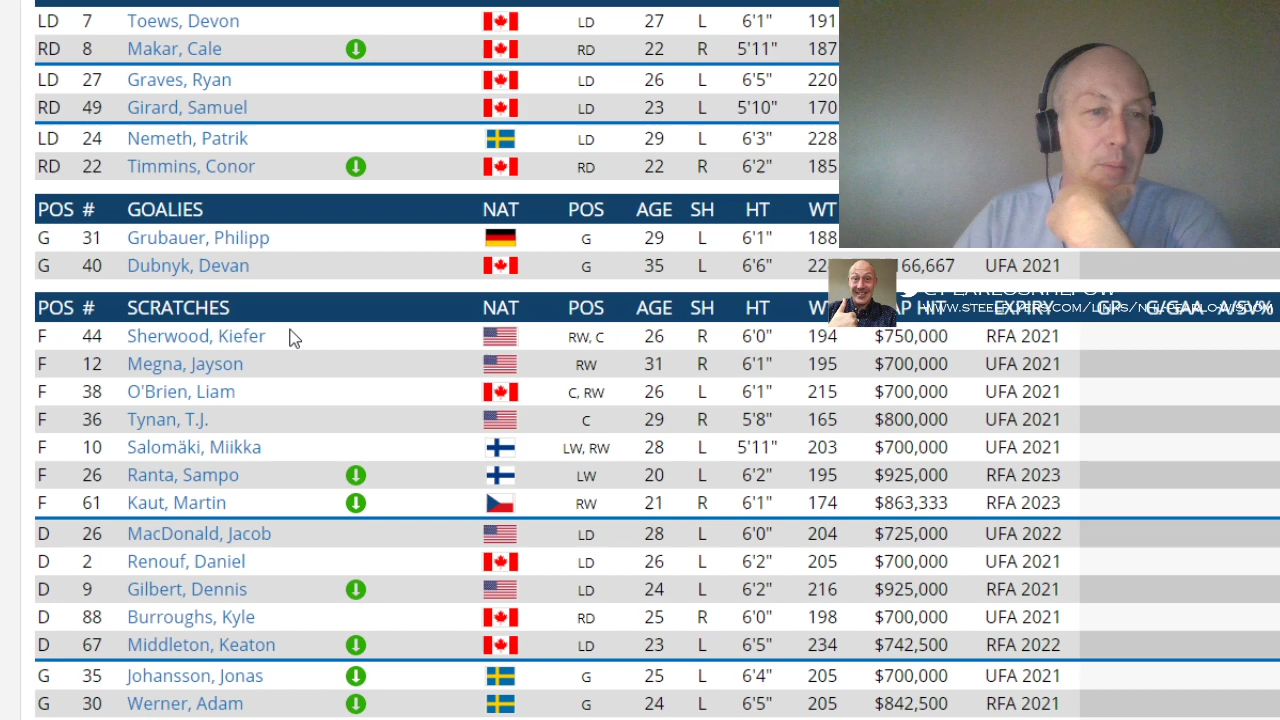 LD 7 Toews, Devon LD 27 L 6'1" 191
RD 8 Makar, Cale RD 22 R 5'11" 187
LD 27 Graves, Ryan LD 26 L 6'5" 220
RD 49 Girard, Samuel LD 23 L 5'10" 170
LD 24 Nemeth, Patrik LD 29 L 6'3" 228
RD 22 Timmins, Conor RD 22 R 6'2" 185
POS # GOALIES NAT POS AGE SH HT WT
G 31 Grubauer, Philipp G 29 L 6'1" 188
G 40 Dubnyk, Devan G 35 L 6'6" 22 166,667 UFA 2021
POS # SCRATCHES NAT POS AGE SH HT EXPIRY GP
F 44 Sherwood, Kiefer RW, C 26 R 6'0" 194 $750,000 RFA 2021
F 12 Megna, Jayson RW 31 R 6'1" 195 $700,000 UFA 2021
F 38 O'Brien, Liam C, RW 26 L 6'1" 215 $700,000 UFA 2021
F 36 Tynan, T.J. C 29 R 5'8" 165 $800,000 UFA 2021
F 10 Salomäki, Miikka LW, RW 28 L 5'11" 203 $700,000 UFA 2021
F 26 Ranta, Sampo LW 20 L 6'2" 195 $925,000 RFA 2023
F 61 Kaut, Martin RW 21 R 6'1" 174 $863,333 RFA 2023
D 26 MacDonald, Jacob LD 28 L 6'0" 204 $725,000 UFA 2022
D 2 Renouf, Daniel LD 26 L 6'2" 205 $700,000 UFA 2021
D 9 Gilbert, Dennis LD 24 L 6'2" 216 $925,000 RFA 2021
D 88 Burroughs, Kyle RD 25 R 6'0" 198 $700,000 UFA 2021
D 67 Middleton, Keaton LD 23 L 6'5" 234 $742,500 RFA 2022
G 35 Johansson, Jonas G 25 L 6'4" 205 $700,000 UFA 2021
G 30 Werner, Adam G 24 L 6'5" 205 $842,500 RFA 2021